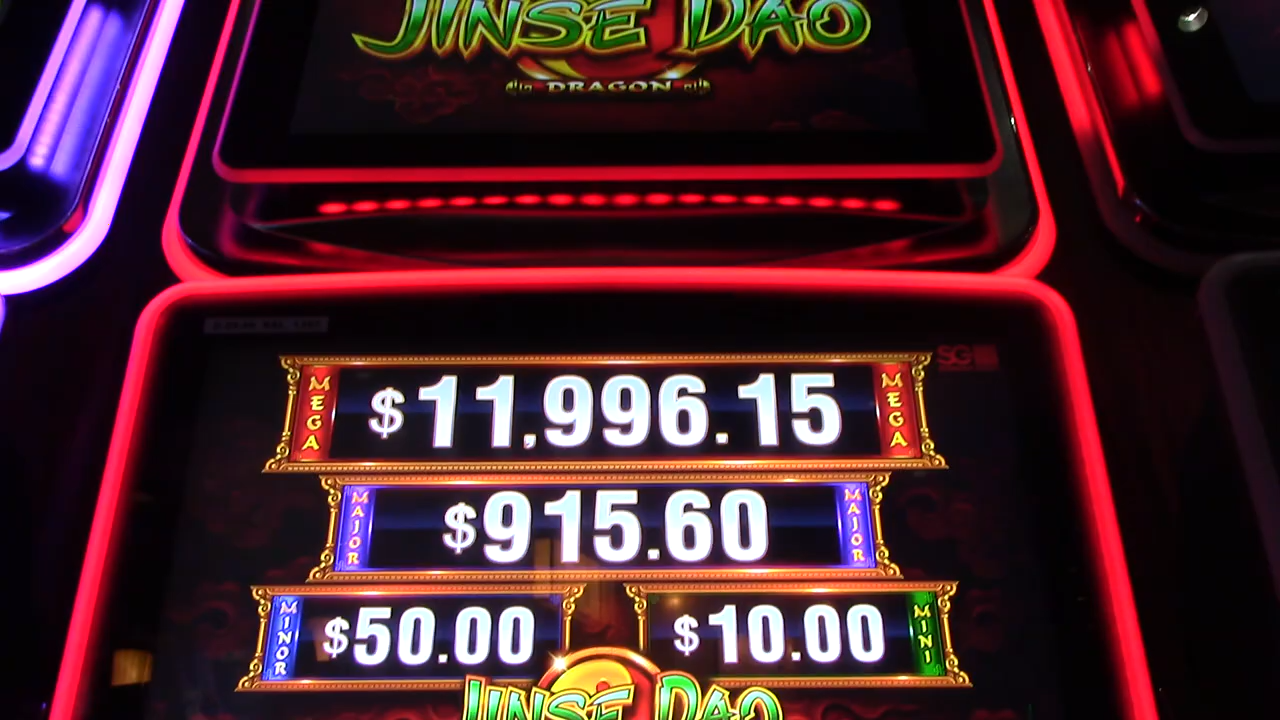 JINSE DAO
DRAGON
SG
MEGA $11,996.15 MEGA
MAJOR $915.60 MAJOR
MINOR $50.00 $10.00 MINI
JINSE DAO